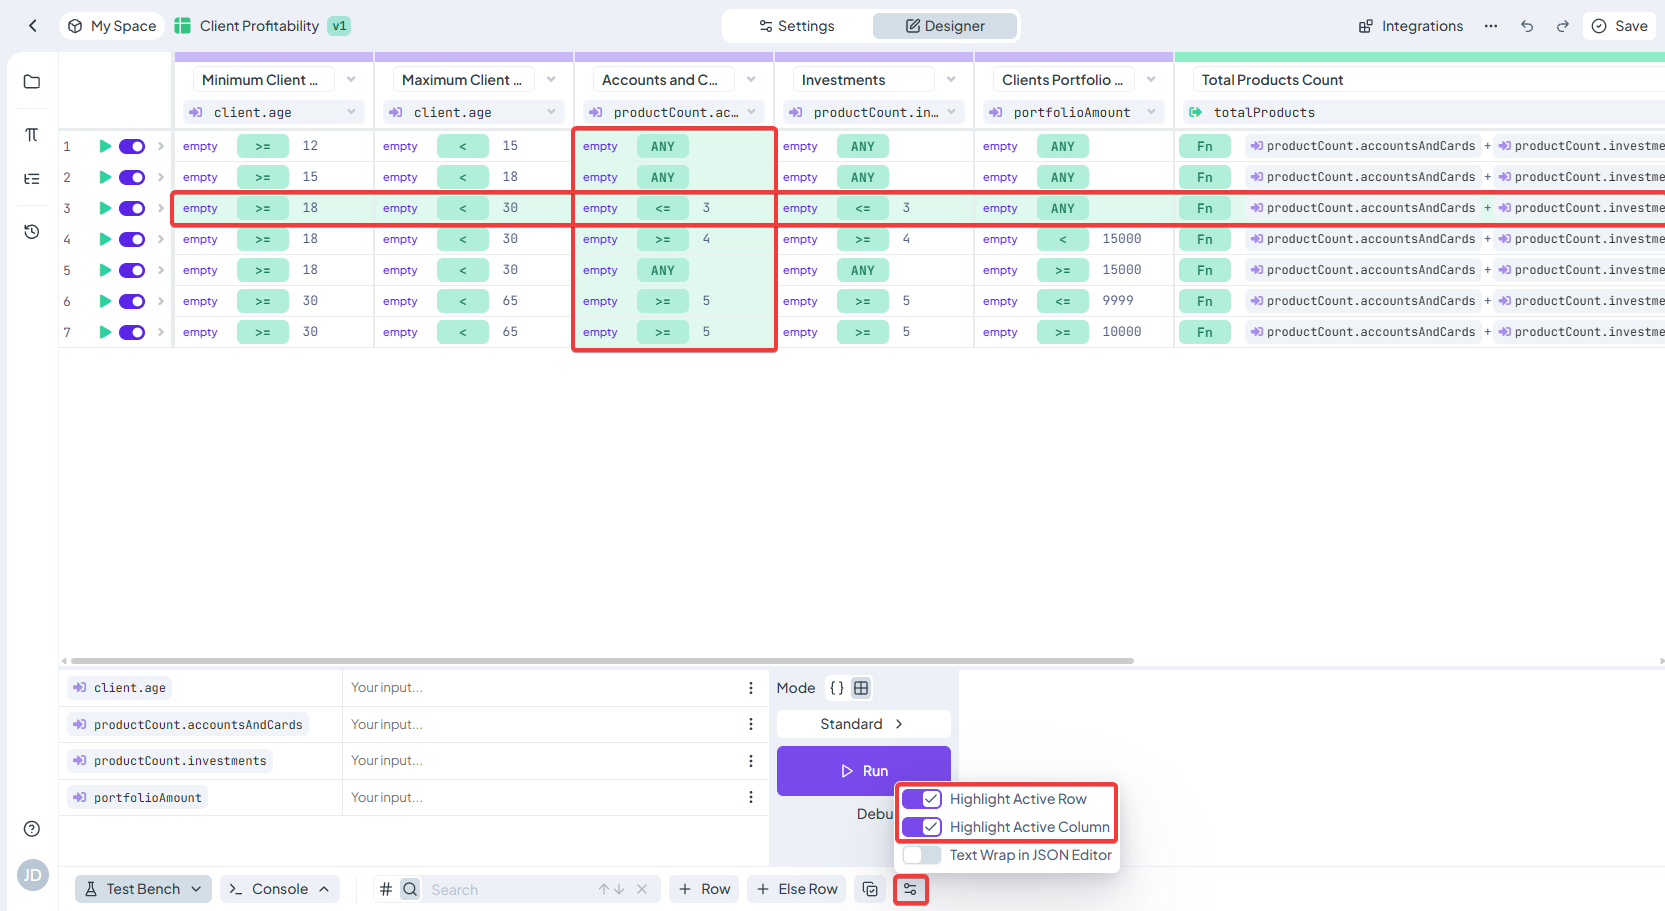 My Space Client Profitability v1 Settings Designer Integrations Save
Minimum Client ... Maximum Client ... Accounts and C... Investments Clients Portfolio ... Total Products Count
client.age client.age productCount.ac... productCount.in... portfolioAmount totalProducts
1 empty >= 12 empty < 15 empty ANY empty ANY empty ANY Fn productCount.accountsAndCards + productCount.investme
2 empty >= 15 empty < 18 empty ANY empty ANY empty ANY Fn productCount.accountsAndCards + productCount.investme
3 empty >= 18 empty < 30 empty <= 3 empty <= 3 empty ANY Fn productCount.accountsAndCards + productCount.investme
4 empty >= 18 empty < 30 empty >= 4 empty >= 4 empty < 15000 Fn productCount.accountsAndCards + productCount.investme
5 empty >= 18 empty < 30 empty ANY empty ANY empty >= 15000 Fn productCount.accountsAndCards + productCount.investme
6 empty >= 30 empty < 65 empty >= 5 empty >= 5 empty <= 9999 Fn productCount.accountsAndCards + productCount.investme
7 empty >= 30 empty < 65 empty >= 5 empty >= 5 empty >= 10000 Fn productCount.accountsAndCards + productCount.investme
client.age Your input... Mode { }
productCount.accountsAndCards Your input... Standard
productCount.investments Your input... Run
portfolioAmount Your input... Highlight Active Row
Debu
Highlight Active Column
Text Wrap in JSON Editor
JD
Test Bench Console # Search + Row + Else Row